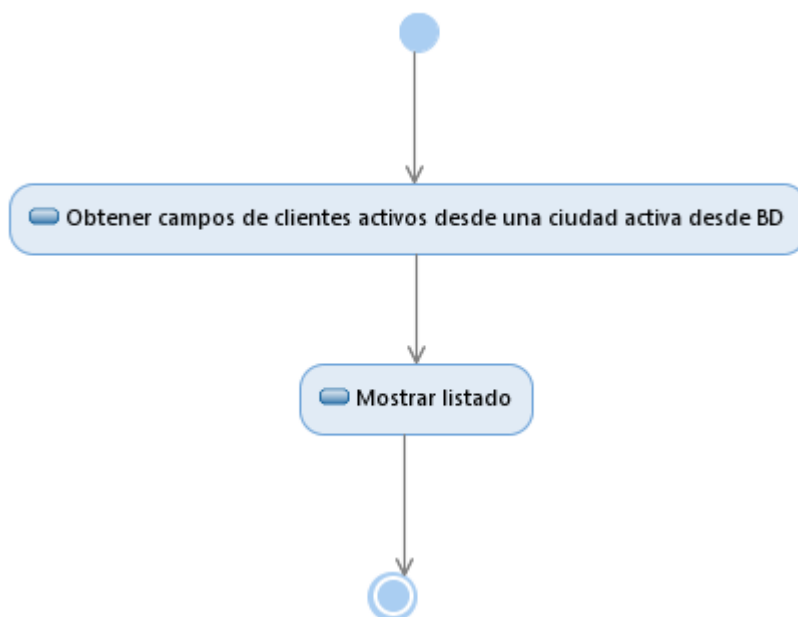 Obtener campos de clientes activos desde una ciudad activa desde BD
Mostrar listado